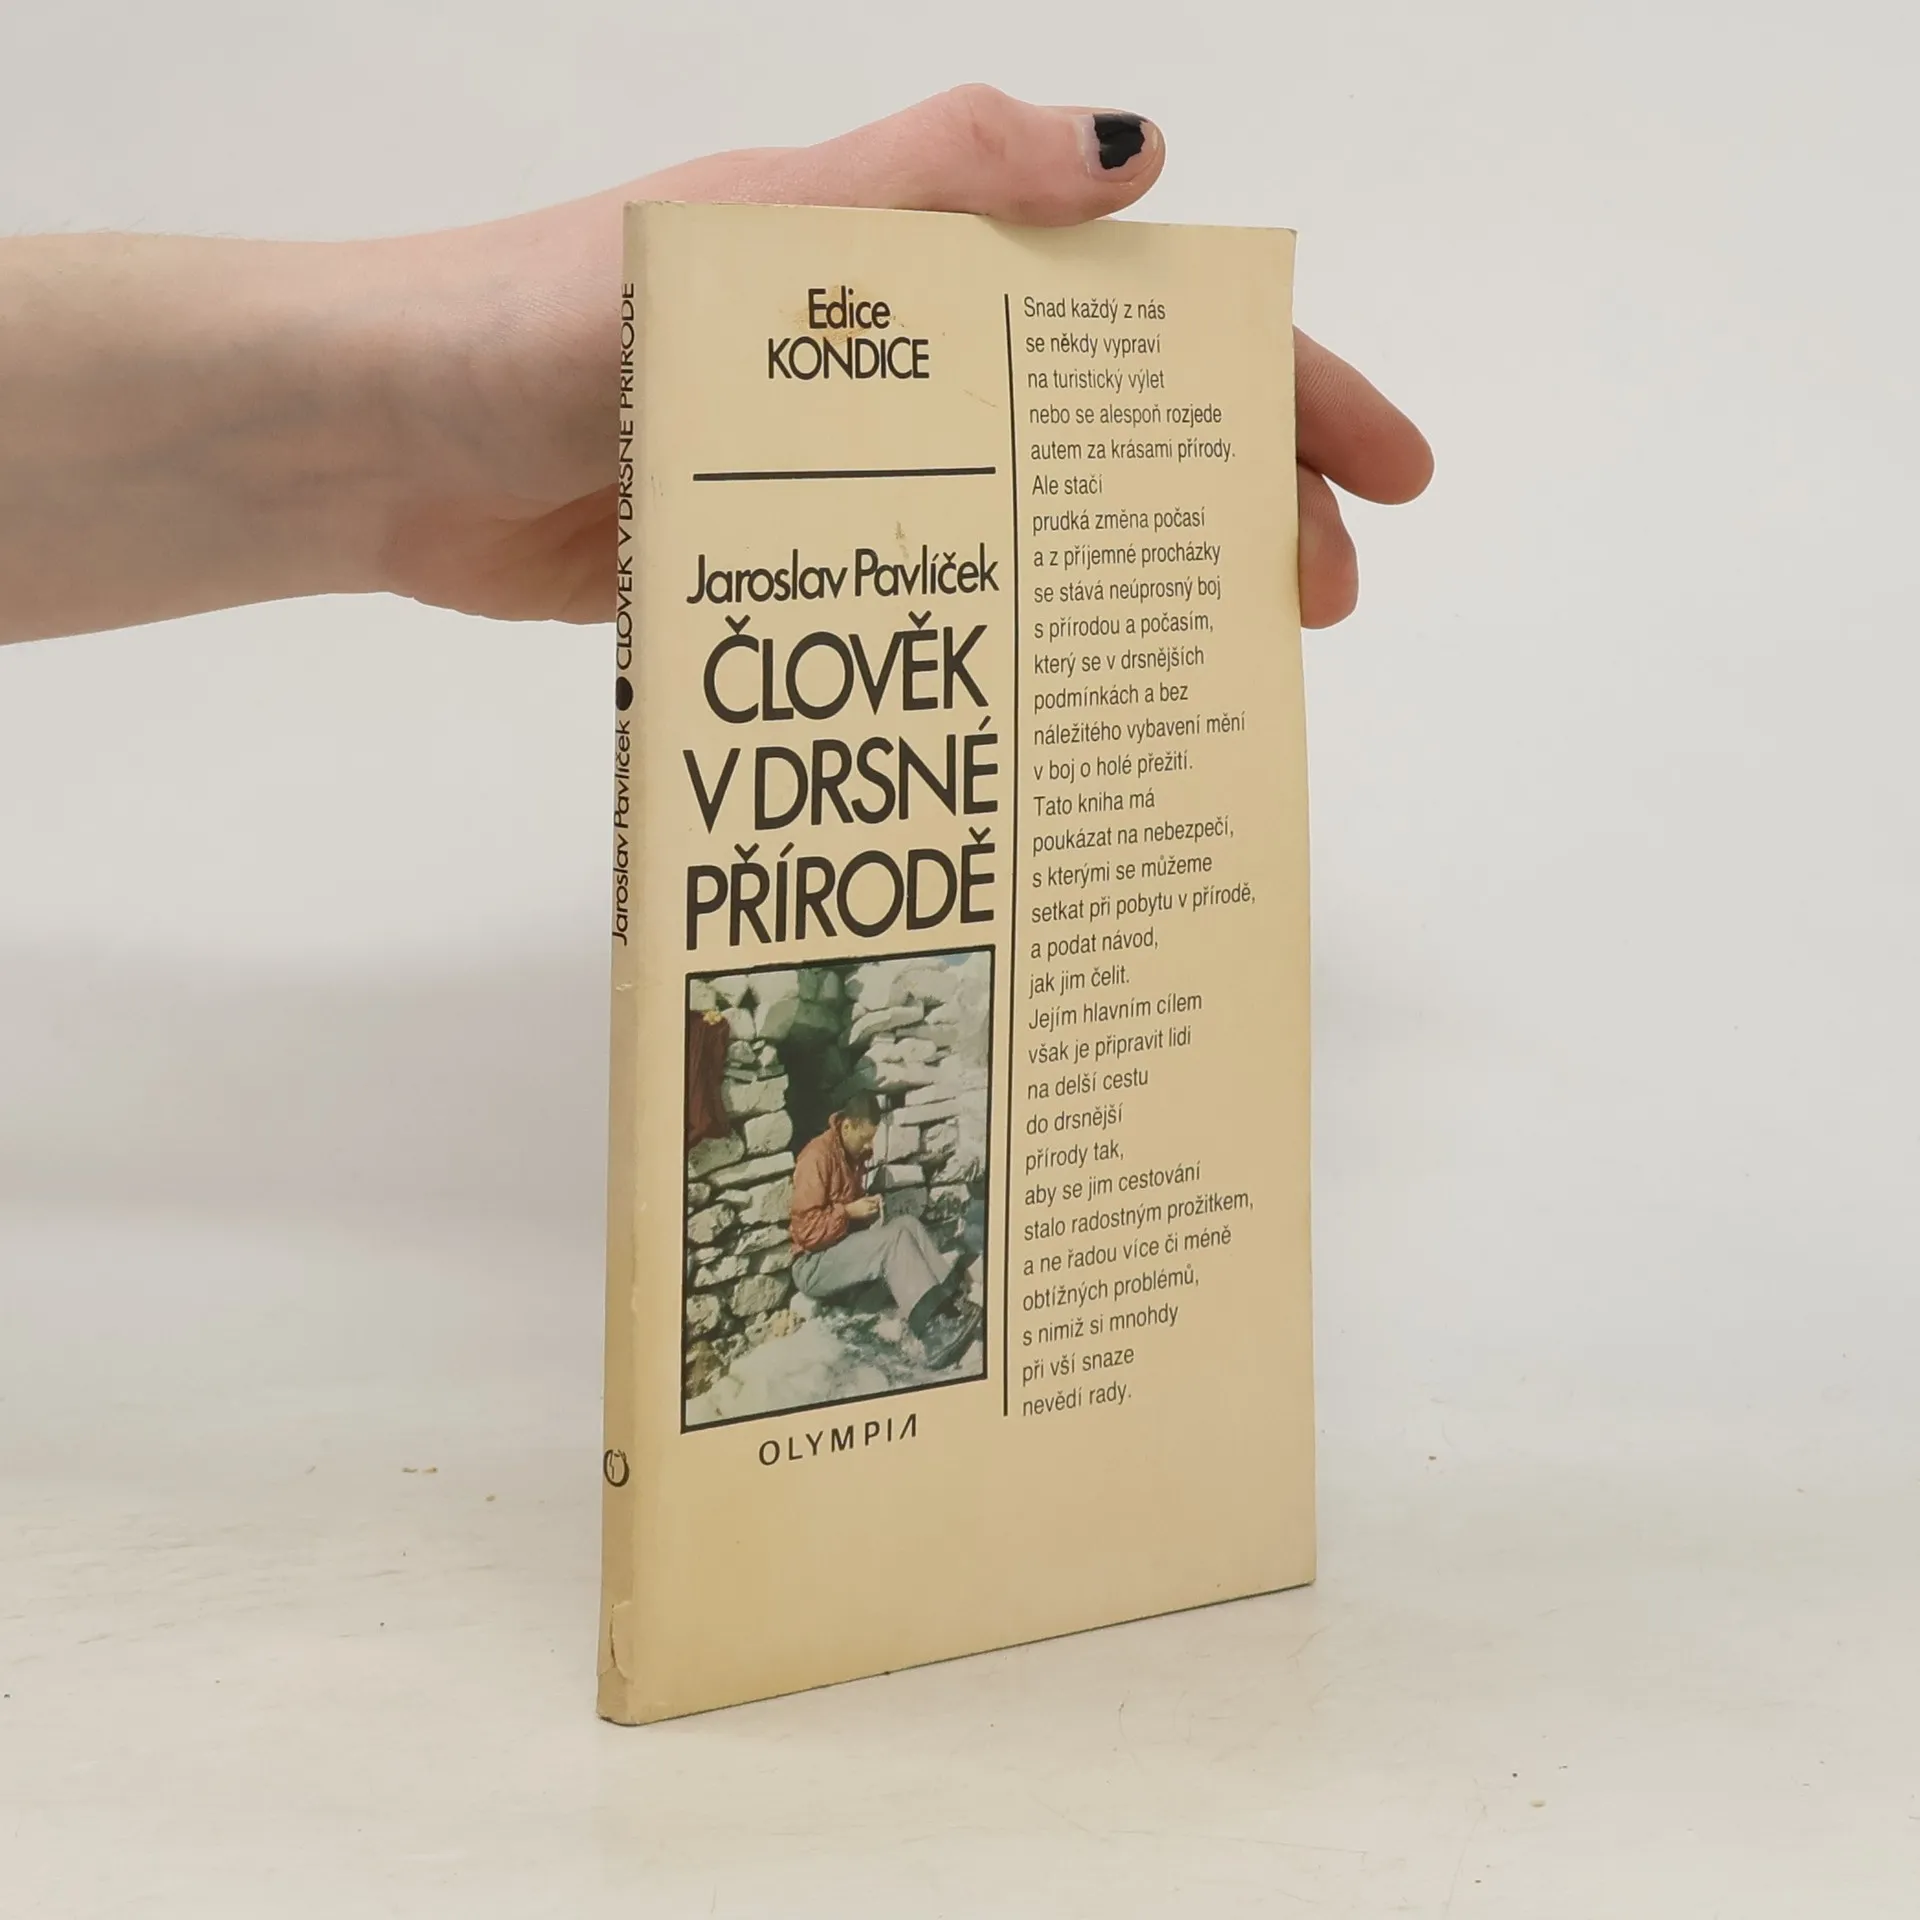 Jaroslav Pavlíček ● ČLOVĚK V DRSNÉ PŘÍRODĚ
Edice
KONDICE
Jaroslav Pavlíček
ČLOVĚK
V DRSNÉ
PŘÍRODĚ
OLYMPIA
Snad každý z nás
se někdy vypraví
na turistický výlet
nebo se alespoň rozjede
autem za krásami přírody.
Ale stačí
prudká změna počasí
a z příjemné procházky
se stává neúprosný boj
s přírodou a počasím,
který se v drsnějších
podmínkách a bez
náležitého vybavení mění
v boj o holé přežití.
Tato kniha má
poukázat na nebezpečí,
s kterými se můžeme
setkat při pobytu v přírodě,
a podat návod,
jak jim čelit.
Jejím hlavním cílem
však je připravit lidi
na delší cestu
do drsnější
přírody tak,
aby se jim cestování
stalo radostným prožitkem,
a ne řadou více či méně
obtížných problémů,
s nimiž si mnohdy
při vší snaze
nevědí rady.